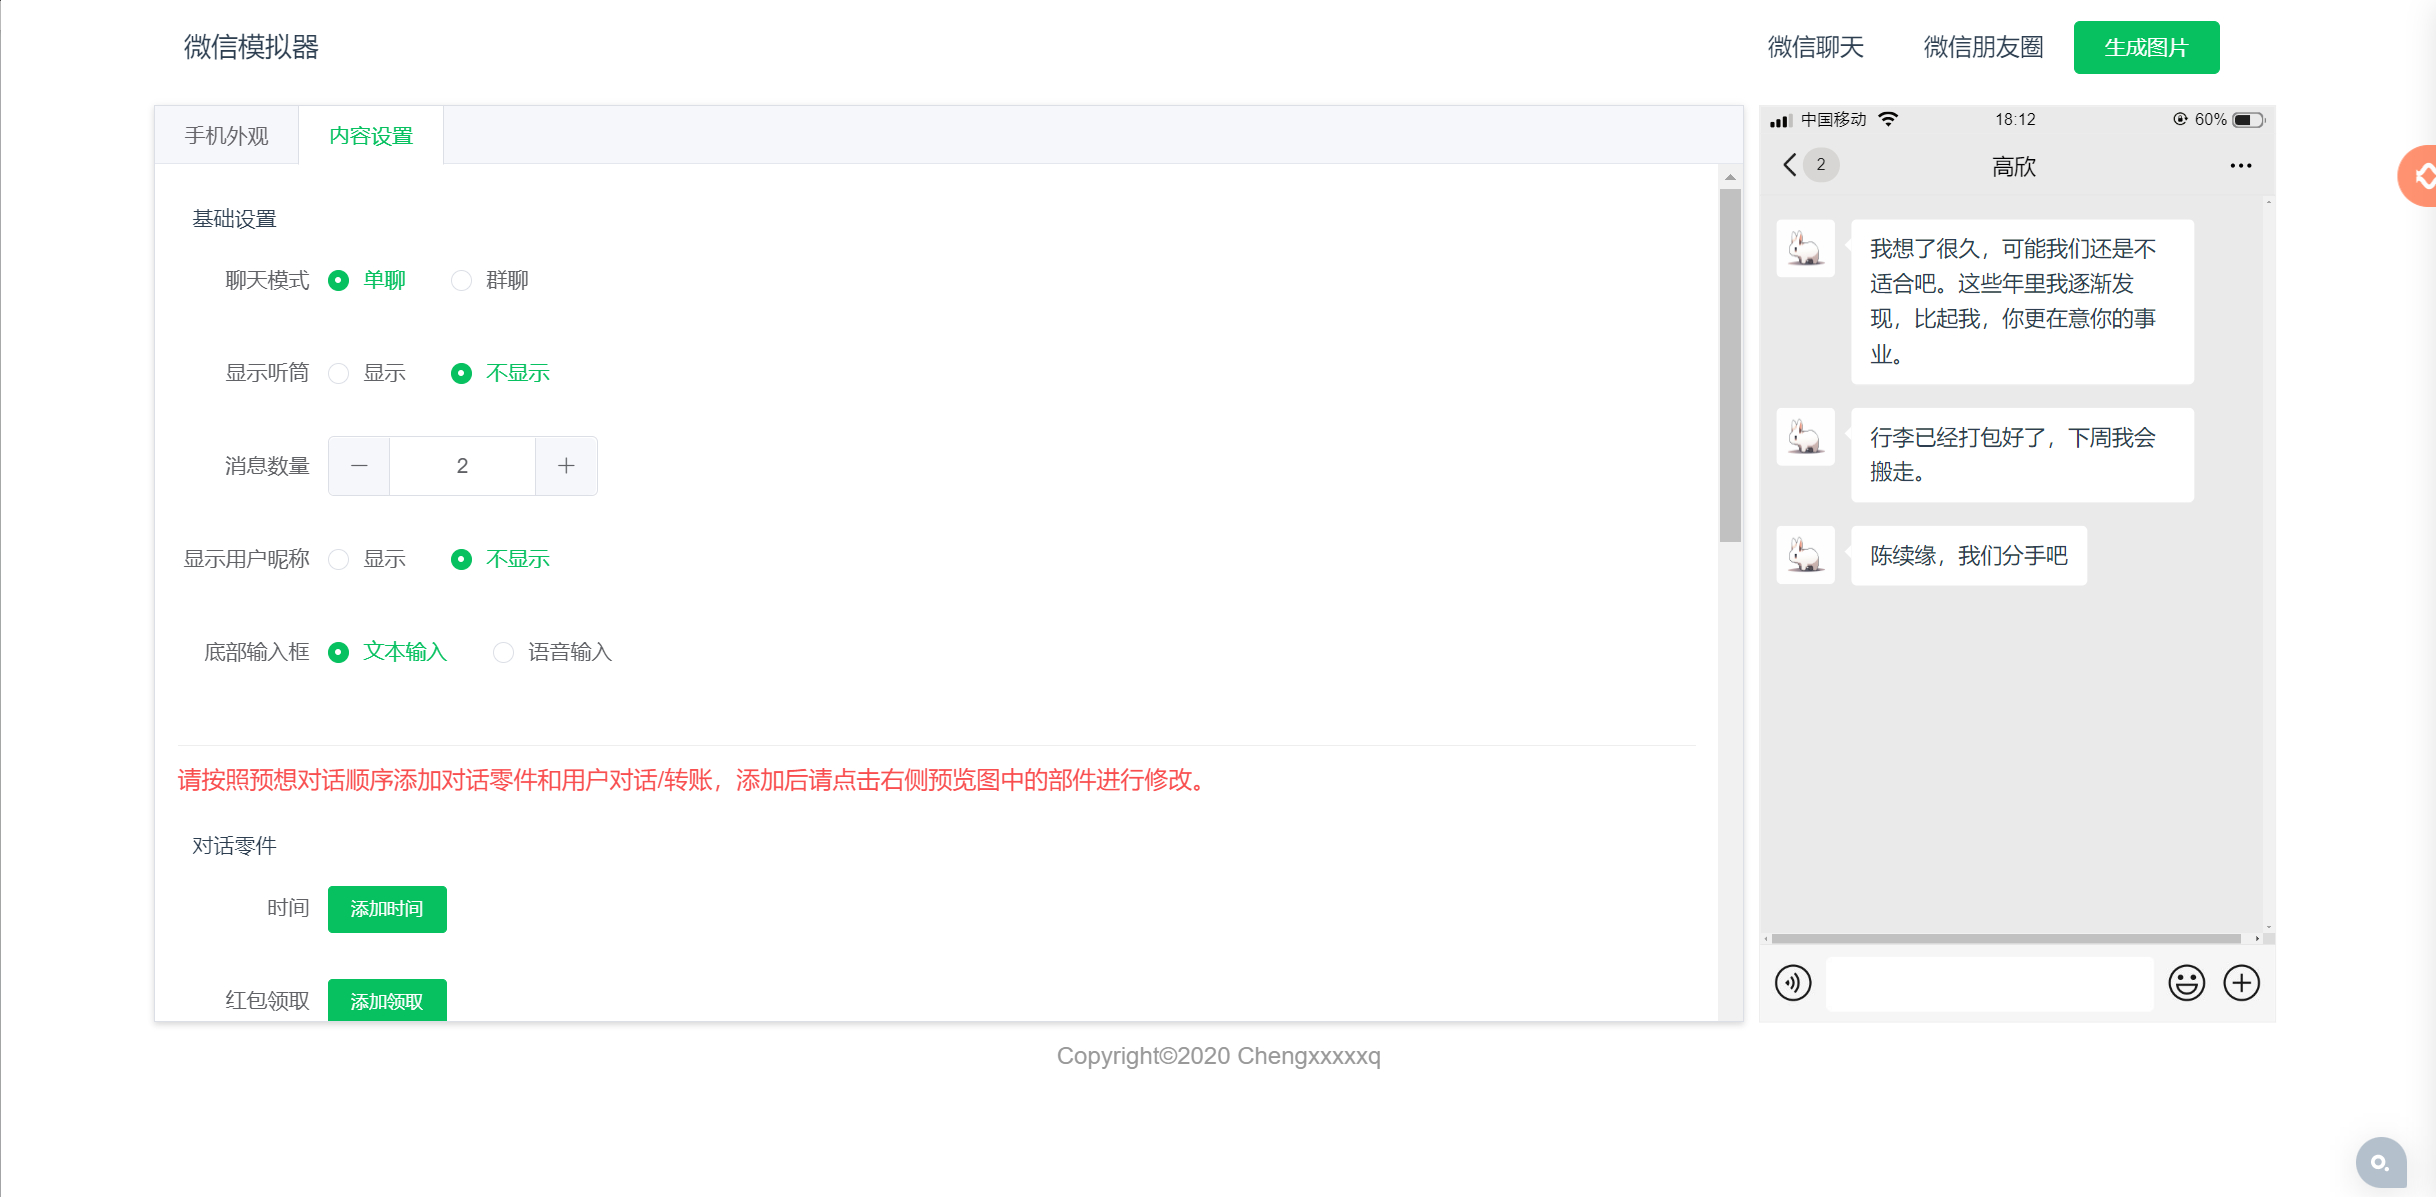 微信模拟器
微信聊天
微信朋友圈
生成图片
手机外观
内容设置
基础设置
聊天模式
单聊
群聊
显示听筒
显示
不显示
消息数量
2
显示用户昵称
显示
不显示
底部输入框
文本输入
语音输入
请按照预想对话顺序添加对话零件和用户对话/转账，添加后请点击右侧预览图中的部件进行修改。
对话零件
时间
添加时间
红包领取
添加领取
中国移动
18:12
60%
2
高欣
我想了很久，可能我们还是不
适合吧。这些年里我逐渐发
现，比起我，你更在意你的事
业。
行李已经打包好了，下周我会
搬走。
陈续缘，我们分手吧
Copyright©2020 Chengxxxxxq